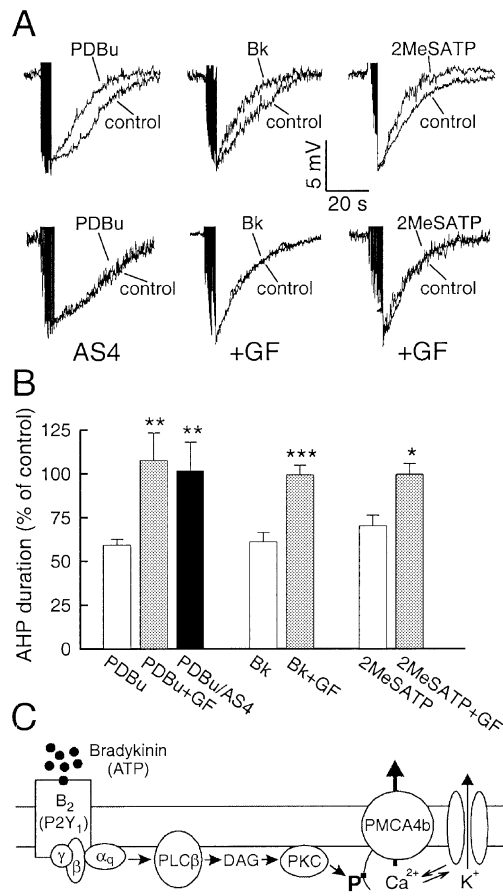 A
PDBu
control
Bk
control
2MeSATP
control
5 mV
20 s
PDBu
control
AS4
Bk
control
+GF
2MeSATP
control
+GF
B
AHP duration (% of control)
125
100
75
50
25
0
**
**
***
*
PDBu
PDBu+GF
PDBu/AS4
Bk
Bk+GF
2MeSATP
2MeSATP+GF
C
Bradykinin
(ATP)
B₂
(P2Y₁)
γ
β
αq
PLCβ
DAG
PKC
P
PMCA4b
Ca²⁺
K⁺